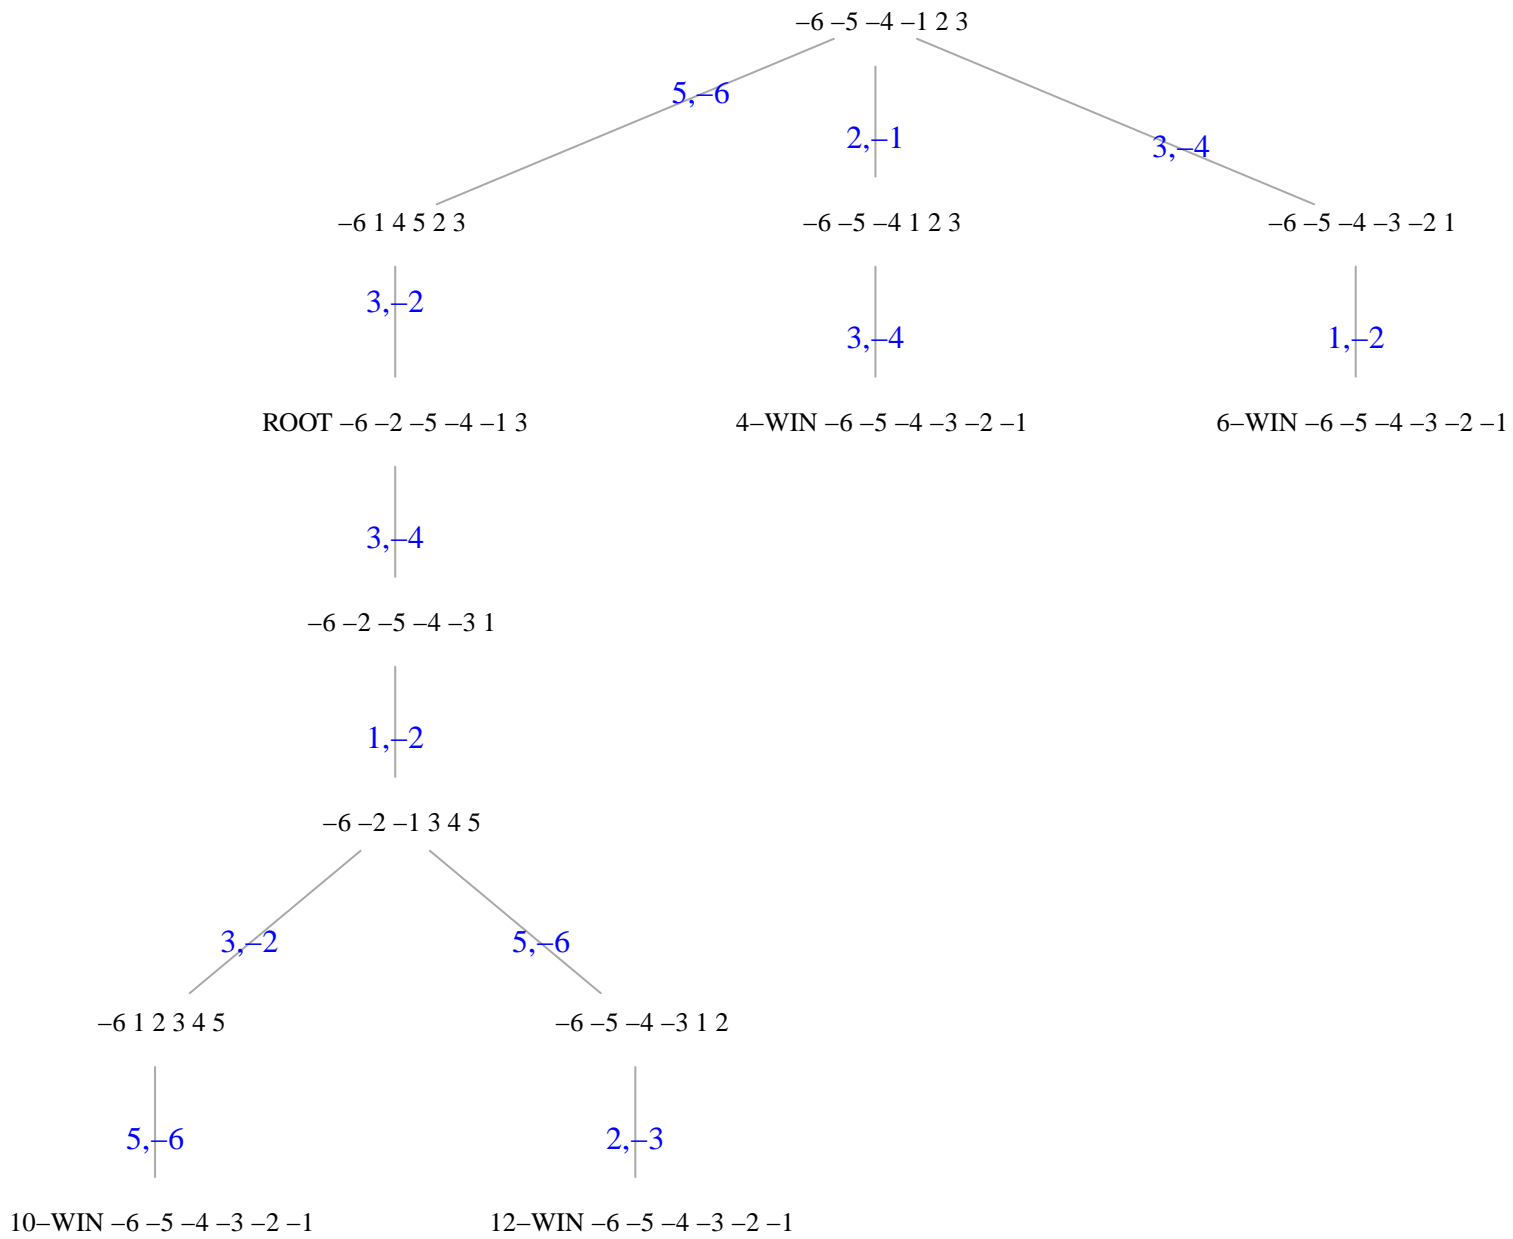 –6 –5 –4 –1 2 3
5,–6
2,–1
3,–4
–6 1 4 5 2 3
–6 –5 –4 1 2 3
–6 –5 –4 –3 –2 1
3,–2
3,–4
1,–2
ROOT –6 –2 –5 –4 –1 3
4–WIN –6 –5 –4 –3 –2 –1
6–WIN –6 –5 –4 –3 –2 –1
3,–4
–6 –2 –5 –4 –3 1
1,–2
–6 –2 –1 3 4 5
3,–2
5,–6
–6 1 2 3 4 5
–6 –5 –4 –3 1 2
5,–6
2,–3
10–WIN –6 –5 –4 –3 –2 –1
12–WIN –6 –5 –4 –3 –2 –1